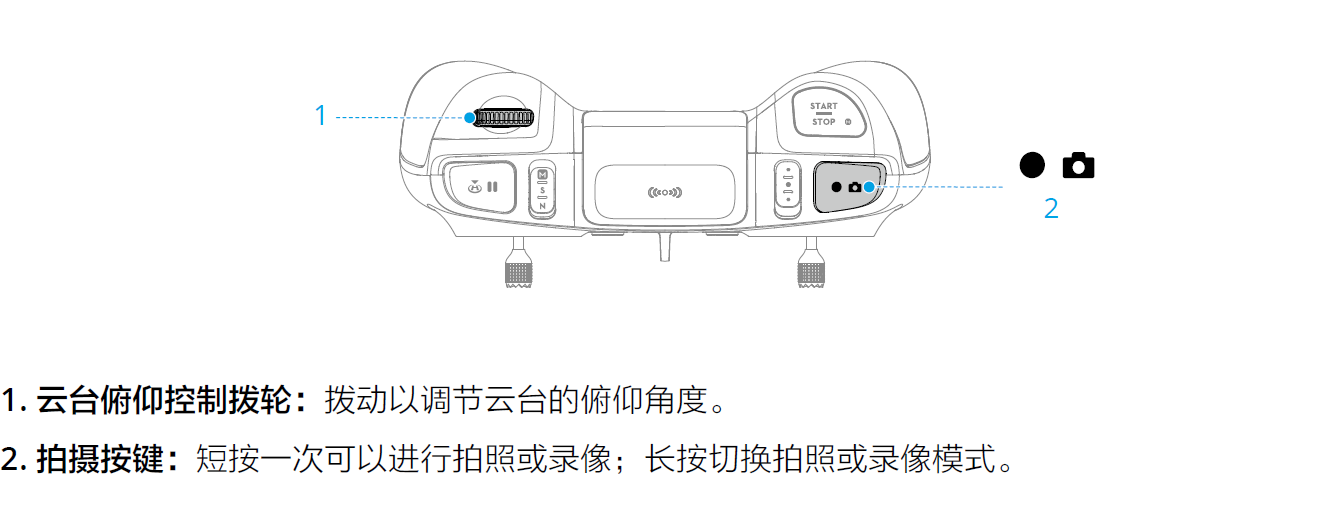 1
START
STOP
M
S
N
2
1. 云台俯仰控制拨轮：拨动以调节云台的俯仰角度。
2. 拍摄按键：短按一次可以进行拍照或录像；长按切换拍照或录像模式。